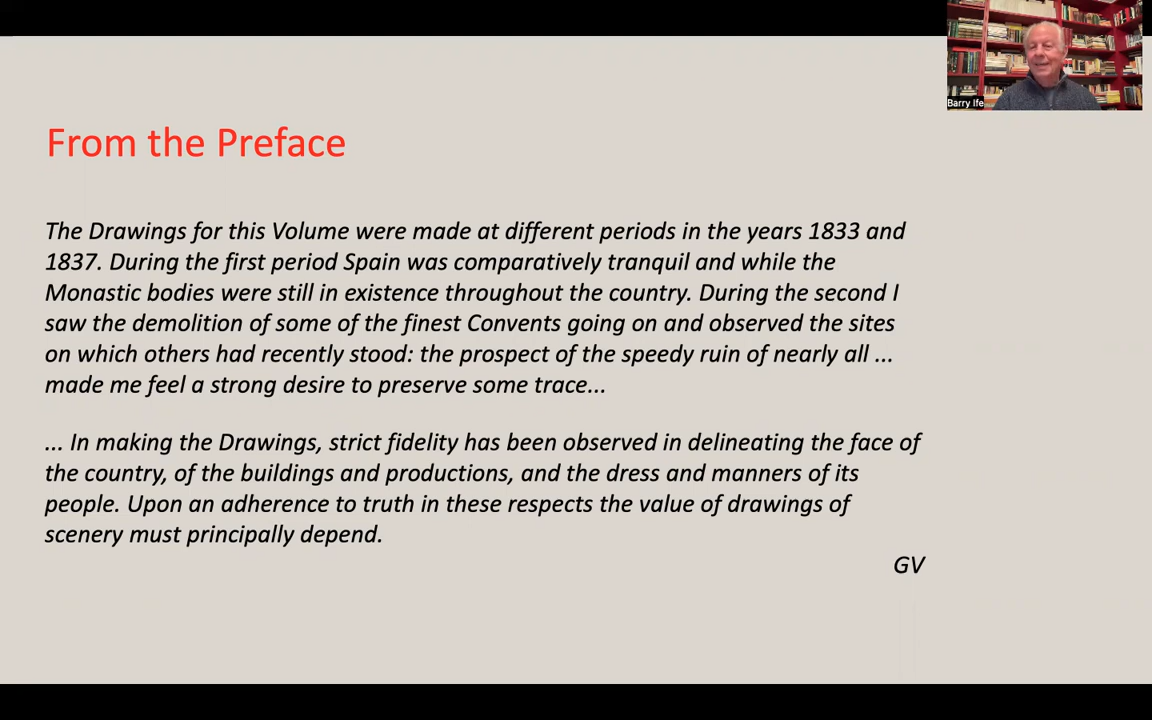 Barry Ife
From the Preface
The Drawings for this Volume were made at different periods in the years 1833 and
1837. During the first period Spain was comparatively tranquil and while the
Monastic bodies were still in existence throughout the country. During the second I
saw the demolition of some of the finest Convents going on and observed the sites
on which others had recently stood: the prospect of the speedy ruin of nearly all ...
made me feel a strong desire to preserve some trace...
... In making the Drawings, strict fidelity has been observed in delineating the face of
the country, of the buildings and productions, and the dress and manners of its
people. Upon an adherence to truth in these respects the value of drawings of
scenery must principally depend.
GV